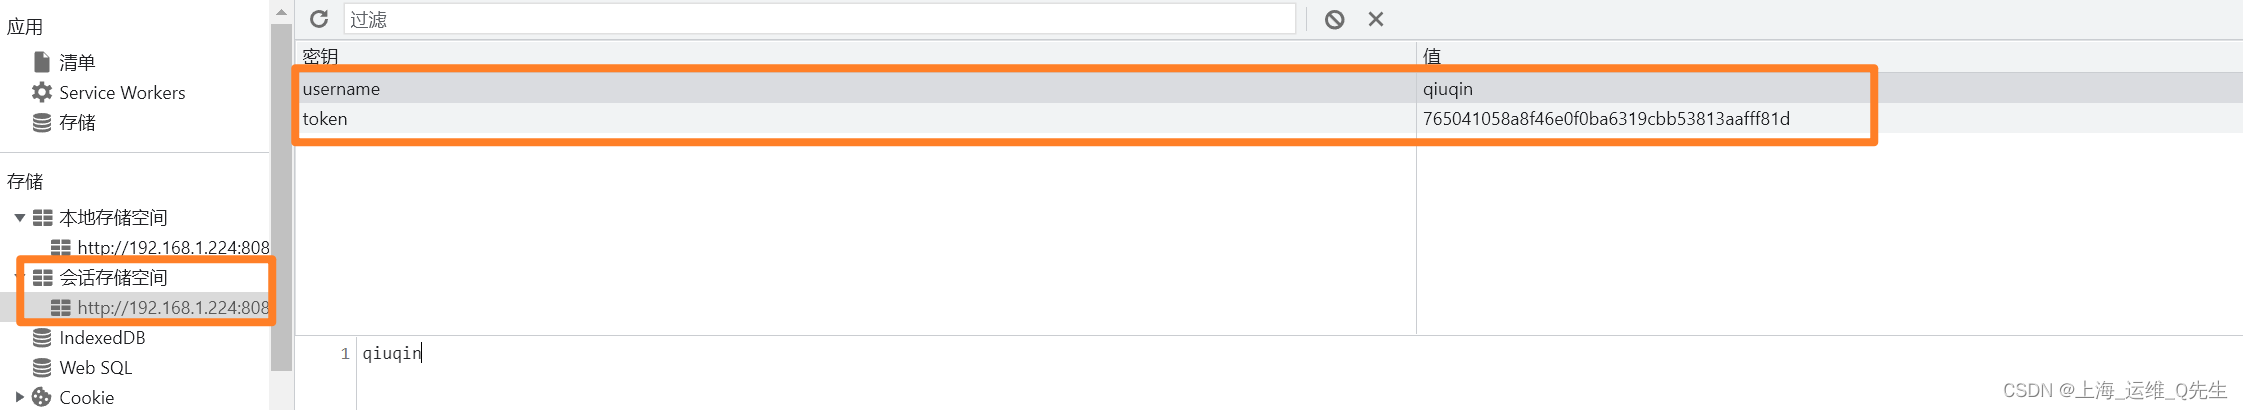 应用
清单
Service Workers
存储
存储
本地存储空间
http://192.168.1.224:808
会话存储空间
http://192.168.1.224:808
IndexedDB
Web SQL
Cookie
过滤
密钥 值
username qiuqin
token 765041058a8f46e0f0ba6319cbb53813aafff81d
1 qiuqin
CSDN @上海_运维_Q先生